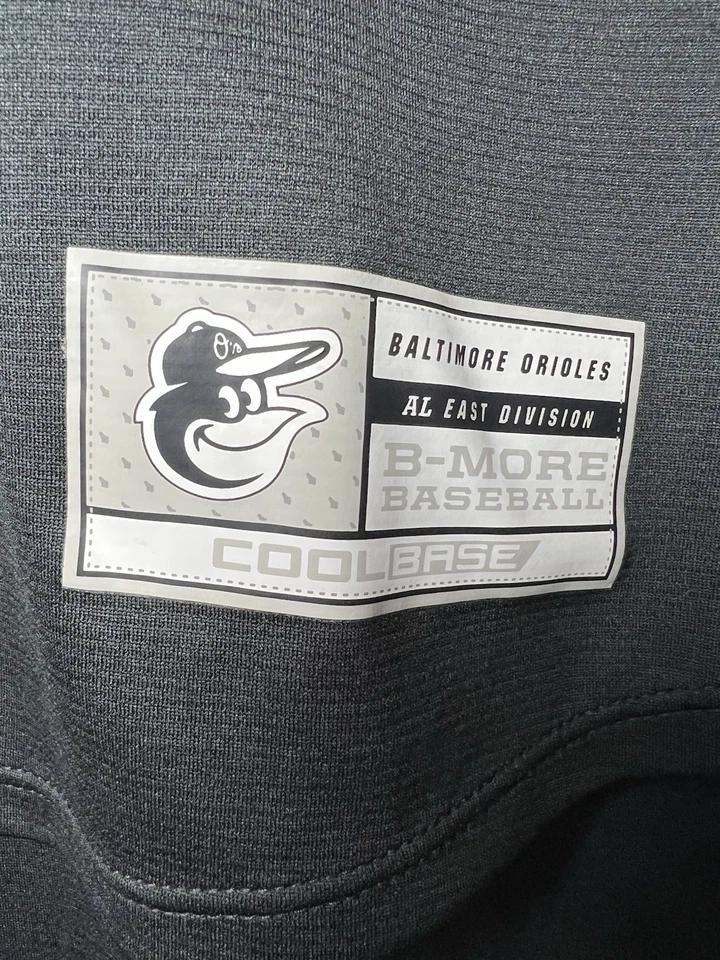 O's
BALTIMORE ORIOLES
AL EAST DIVISION
B-MORE
BASEBALL
COOLBASE